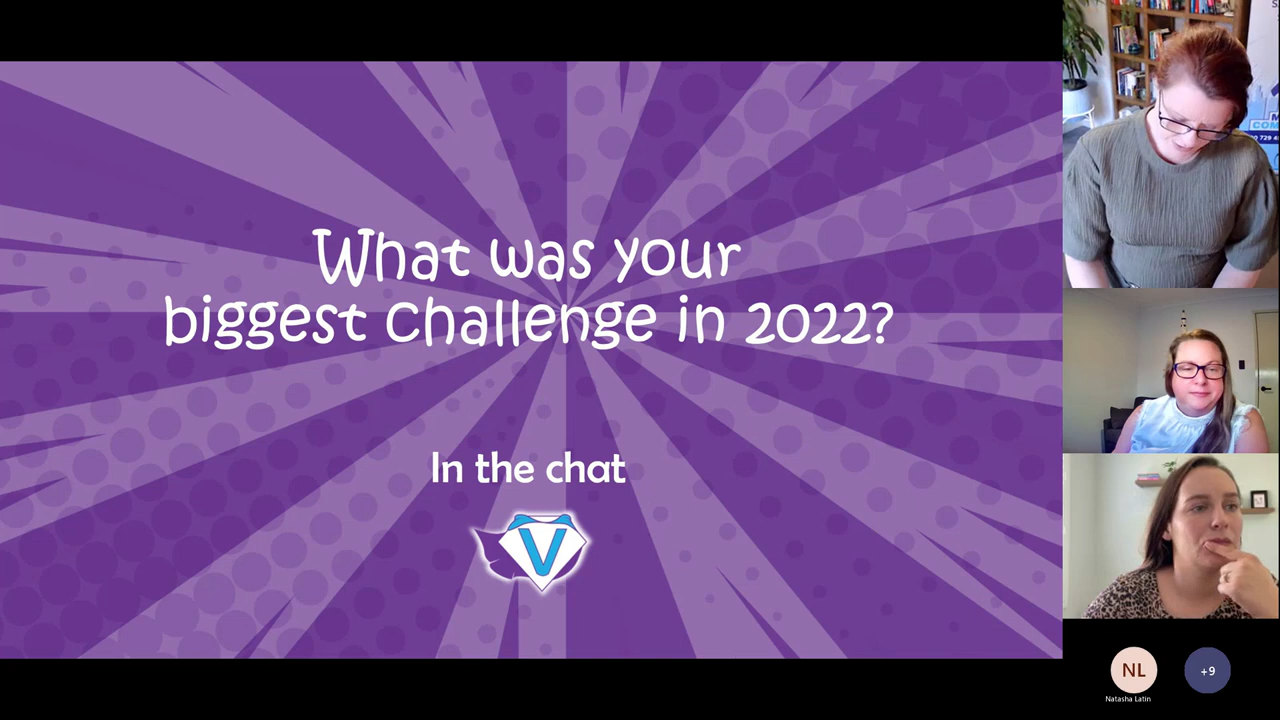 What was your
biggest challenge in 2022?
In the chat
V
NL
+9
Natasha Latin